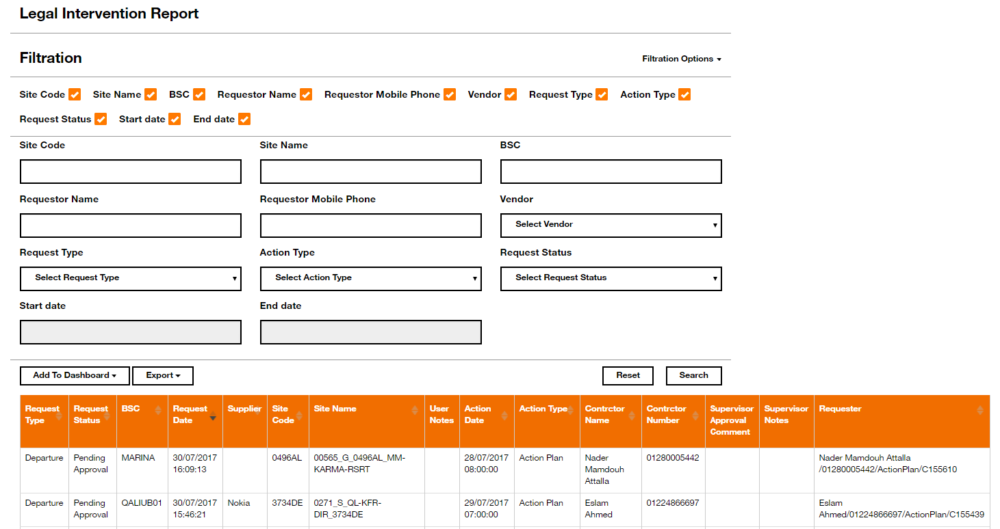 Legal Intervention Report
Filtration
Filtration Options
Site Code Site Name BSC Requestor Name Requestor Mobile Phone Vendor Request Type Action Type
Request Status Start date End date
Site Code Site Name BSC
Requestor Name Requestor Mobile Phone Vendor
Select Vendor
Request Type Action Type Request Status
Select Request Type Select Action Type Select Request Status
Start date End date
Add To Dashboard Export Reset Search
Request Request BSC Request Supplier Site Site Name User Action Action Type Contrctor Contrctor Supervisor Supervisor Requester
Type Status Date Code Notes Date Name Number Approval Notes
Comment
Departure Pending MARINA 30/07/2017 0496AL 00565_G_0496AL_MM- 28/07/2017 Action Plan Nader 01280005442 Nader Mamdouh Attalla
Approval 16:09:13 KARMA-RSRT 08:00:00 Mamdouh /01280005442/ActionPlan/C155610
Attalla
Departure Pending QALIUB01 30/07/2017 Nokia 3734DE 0271_S_QL-KFR- 29/07/2017 Action Plan Eslam 01224866697 Eslam
Approval 15:46:21 DIR_3734DE 07:00:00 Ahmed Ahmed/01224866697/ActionPlan/C155439